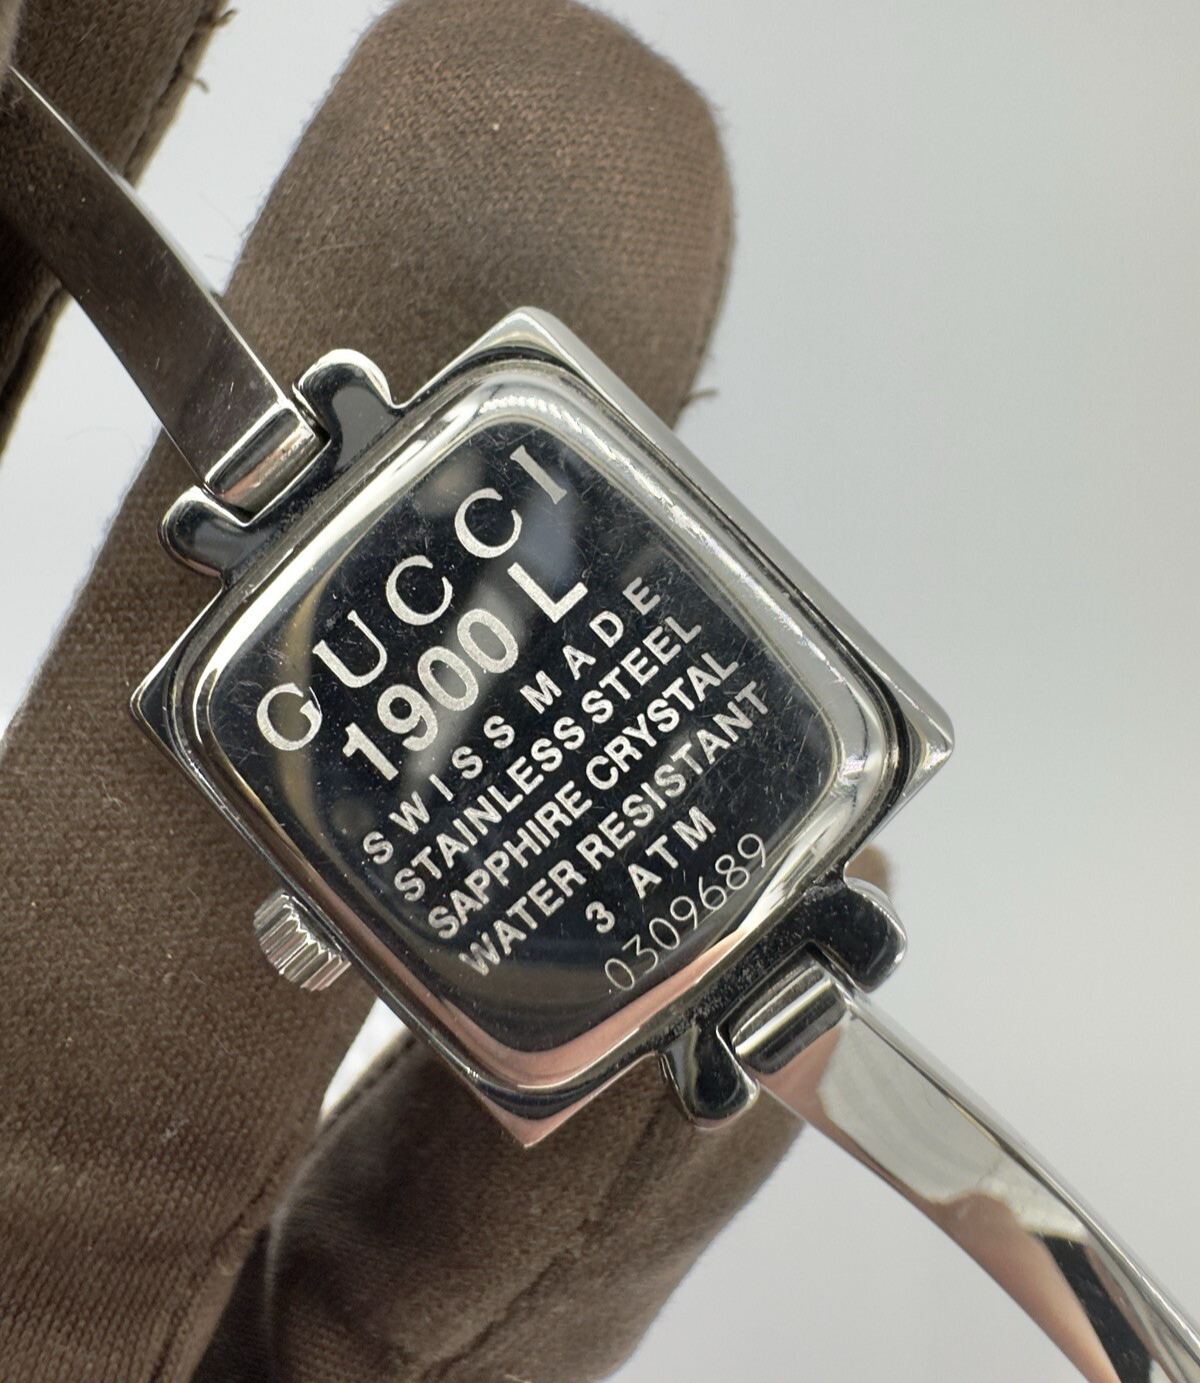 GUCCI
1900 L
SWISS MADE
STAINLESS STEEL
SAPPHIRE CRYSTAL
WATER RESISTANT
3 ATM
0309689